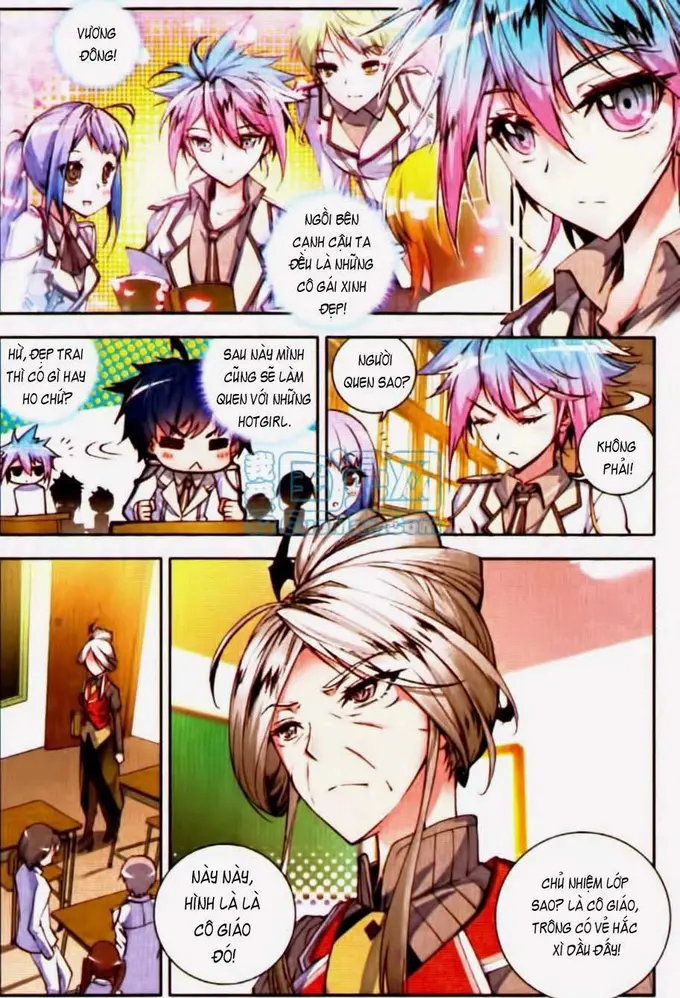 VƯƠNG
ĐÔNG!
NGỒI BÊN
CẠNH CẬU TA
ĐỀU LÀ NHỮNG
CÔ GÁI XINH
ĐẸP!
HỪ, ĐẸP TRAI
THÌ CÓ GÌ HAY
HO CHỨ?
SAU NÀY MÌNH
CŨNG SẼ LÀM
QUEN VỚI NHỮNG
HOTGIRL.
NGƯỜI
QUEN SAO?
KHÔNG
PHẢI!
NÀY NÀY,
HÌNH LÀ LÀ
CÔ GIÁO
ĐÓ!
CHỦ NHIỆM LỚP
SAO? LÀ CÔ GIÁO,
TRÔNG CÓ VẺ HẮC
XÌ DẦU ĐẤY!